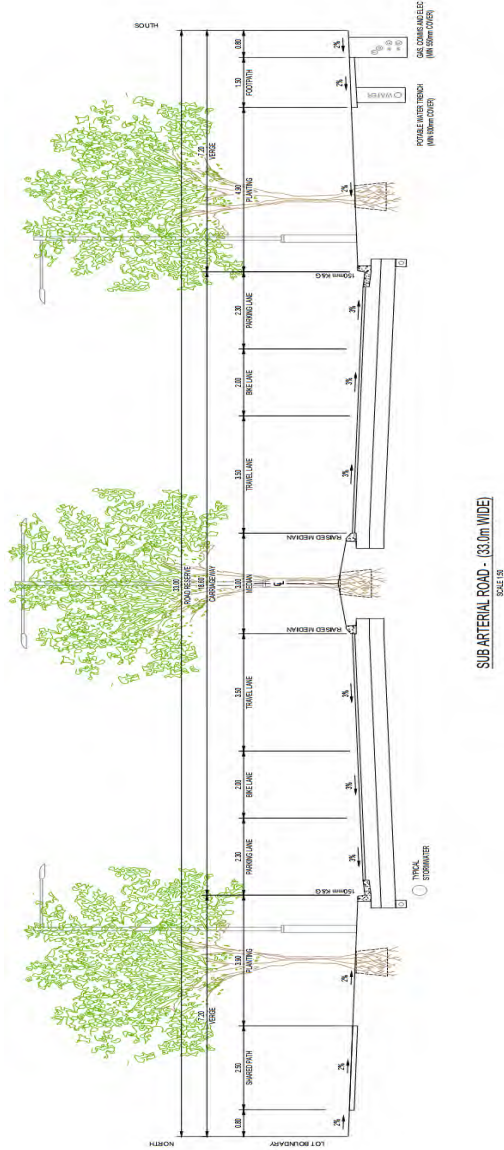 NORTH
SOUTH
33.00
ROAD RESERVE
7.20
VERGE
18.60
CARRIAGEWAY
7.20
VERGE
0.80
2.50
SHARED PATH
3.90
PLANTING
2.30
PARKING LANE
2.00
BIKE LANE
3.50
TRAVEL LANE
3.00
MEDIAN
3.50
TRAVEL LANE
2.00
BIKE LANE
2.30
PARKING LANE
4.90
PLANTING
1.50
FOOTPATH
0.80
LOT BOUNDARY
150mm K&G
RAISED MEDIAN
RAISED MEDIAN
150mm K&G
2%
2%
2%
3%
3%
3%
3%
3%
3%
2%
2%
2%
WATER
TYPICAL
STORMWATER
POTABLE WATER TRENCH
(MIN 600mm COVER)
GAS, COMMS AND ELEC
(MIN 550mm COVER)
SUB ARTERIAL ROAD - (33.0m WIDE)
SCALE 1:50